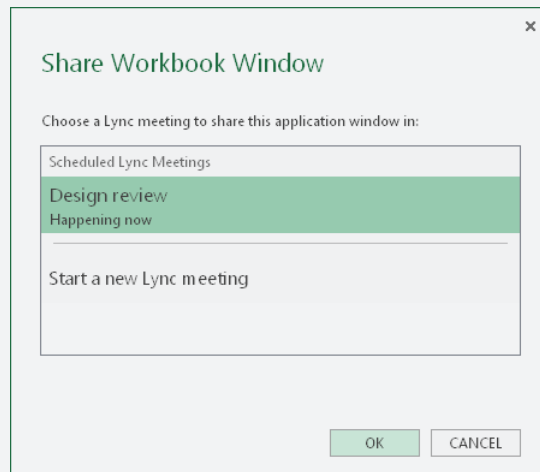 Share Workbook Window
Choose a Lync meeting to share this application window in:
Scheduled Lync Meetings
Design review
Happening now
Start a new Lync meeting
OK CANCEL